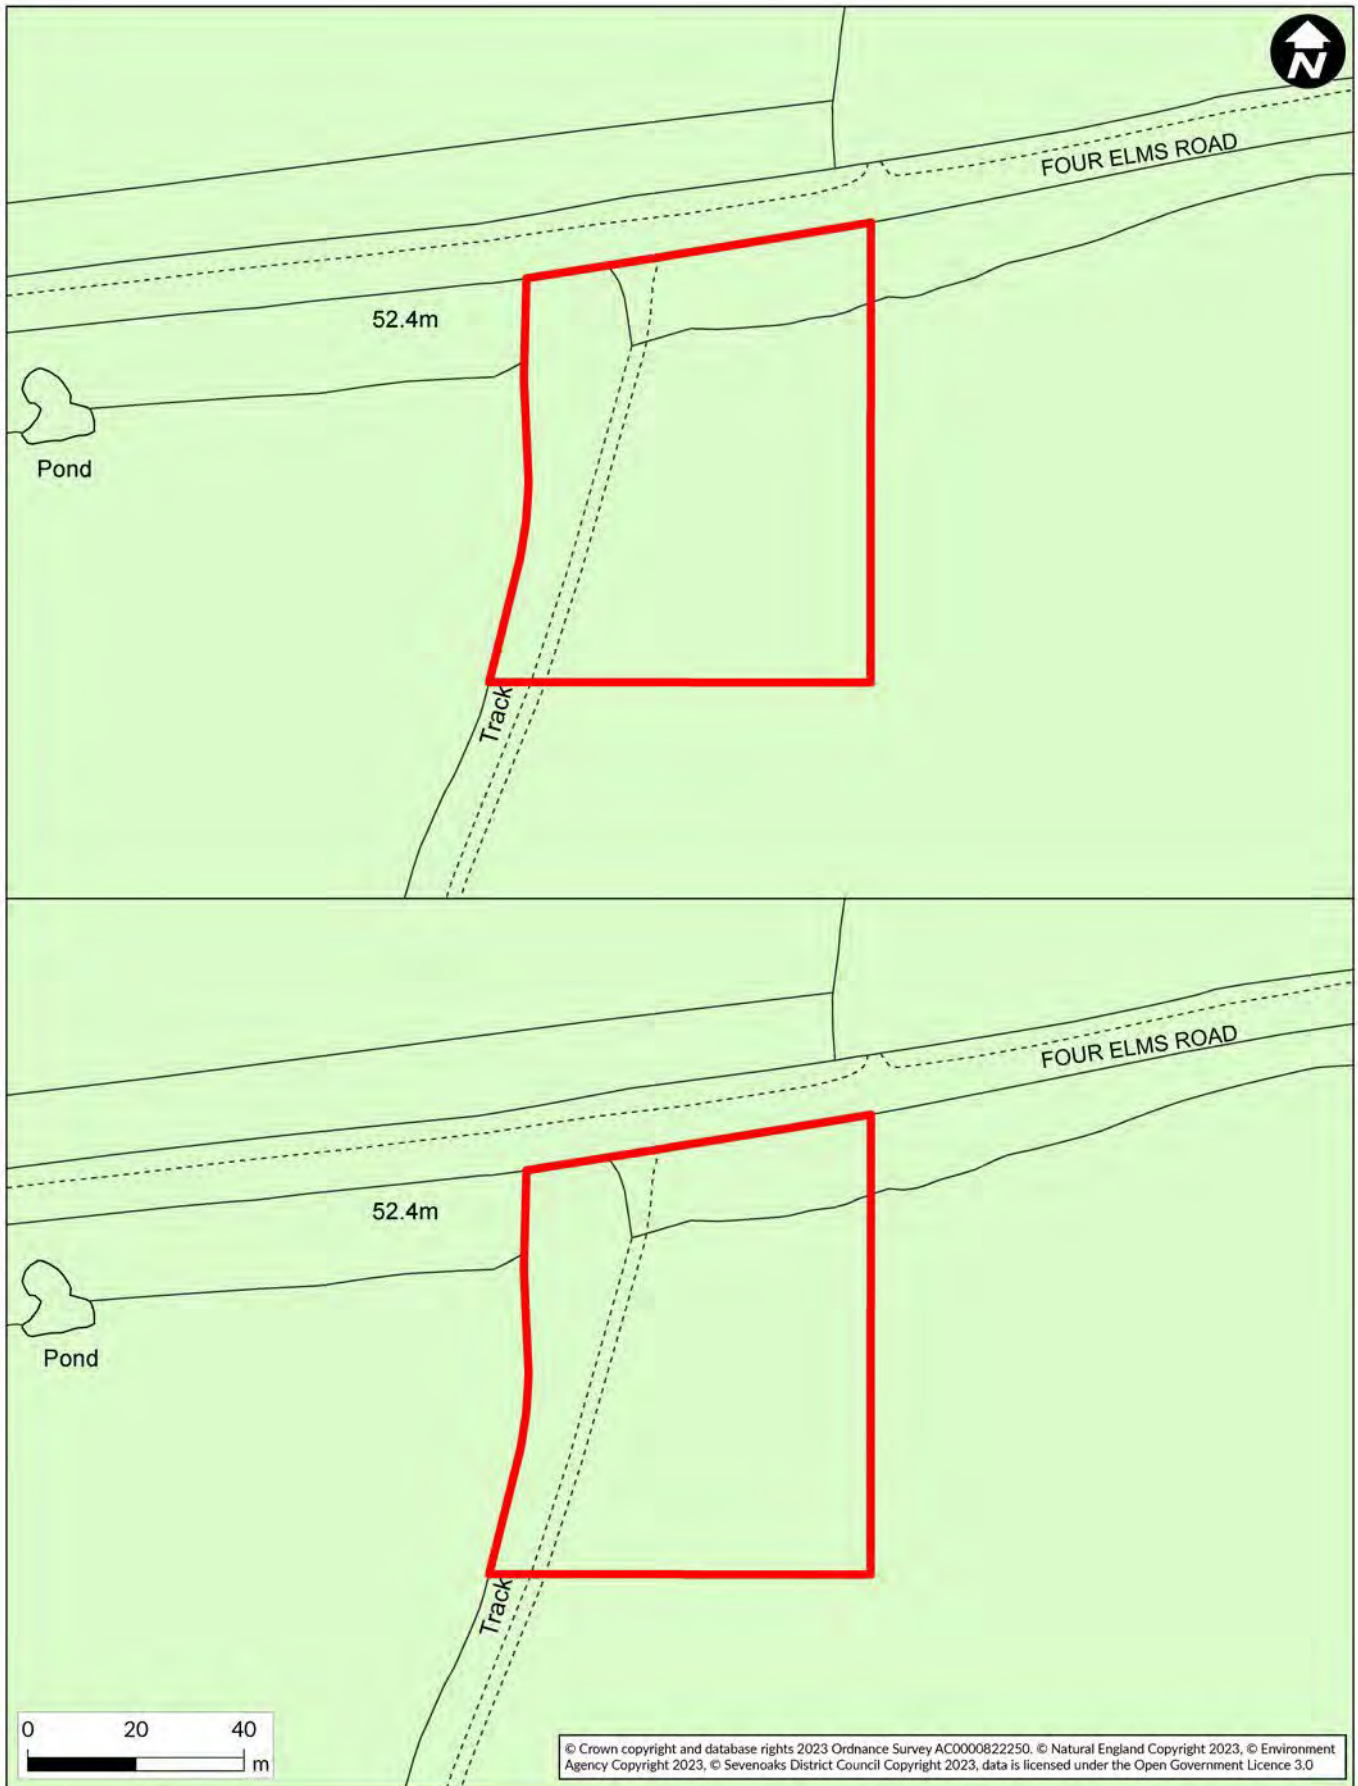 N
FOUR ELMS ROAD
52.4m
Pond
Track
FOUR ELMS ROAD
52.4m
Pond
Track
0 20 40
m
© Crown copyright and database rights 2023 Ordnance Survey AC0000822250. © Natural England Copyright 2023, © Environment
Agency Copyright 2023, © Sevenoaks District Council Copyright 2023, data is licensed under the Open Government Licence 3.0